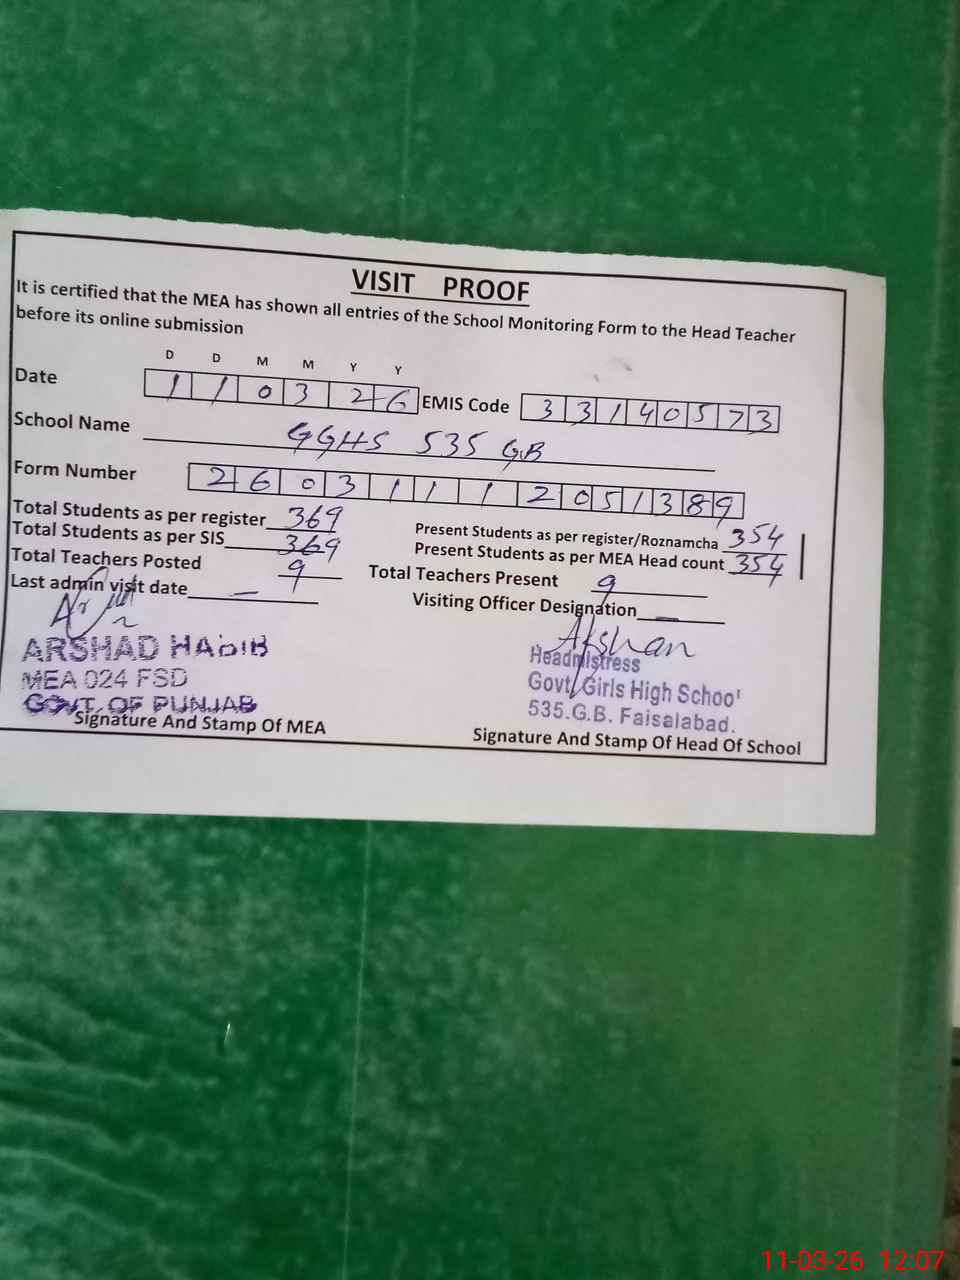 VISIT PROOF
It is certified that the MEA has shown all entries of the School Monitoring Form to the Head Teacher
before its online submission
D D M M Y Y
Date 1 1 0 3 2 6 EMIS Code 3 3 1 4 0 5 7 3
School Name GGHS 535 GB
Form Number 2 6 0 3 1 1 1 2 0 5 1 3 8 9
Total Students as per register 369 Present Students as per register/Roznamcha 354
Total Students as per SIS 369 Present Students as per MEA Head count 354
Total Teachers Posted 9 Total Teachers Present 9
Last admin visit date — Visiting Officer Designation —
Afshan
ARSHAD HABIB
MEA 024 FSD
GOVT. OF PUNJAB
Signature And Stamp Of MEA
Headmistress
Govt, Girls High School
535.G.B. Faisalabad.
Signature And Stamp Of Head Of School
11-03-26 12:07